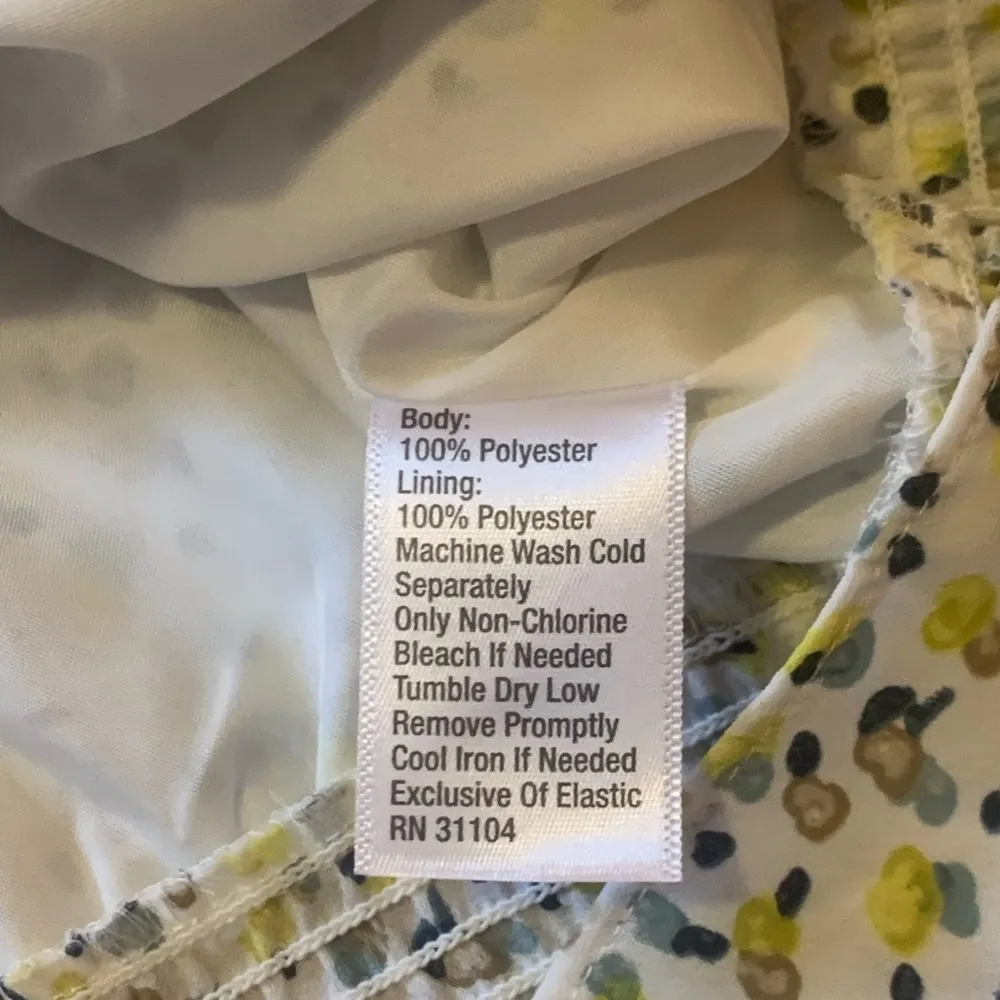 Body:
100% Polyester
Lining:
100% Polyester
Machine Wash Cold
Separately
Only Non-Chlorine
Bleach If Needed
Tumble Dry Low
Remove Promptly
Cool Iron If Needed
Exclusive Of Elastic
RN 31104